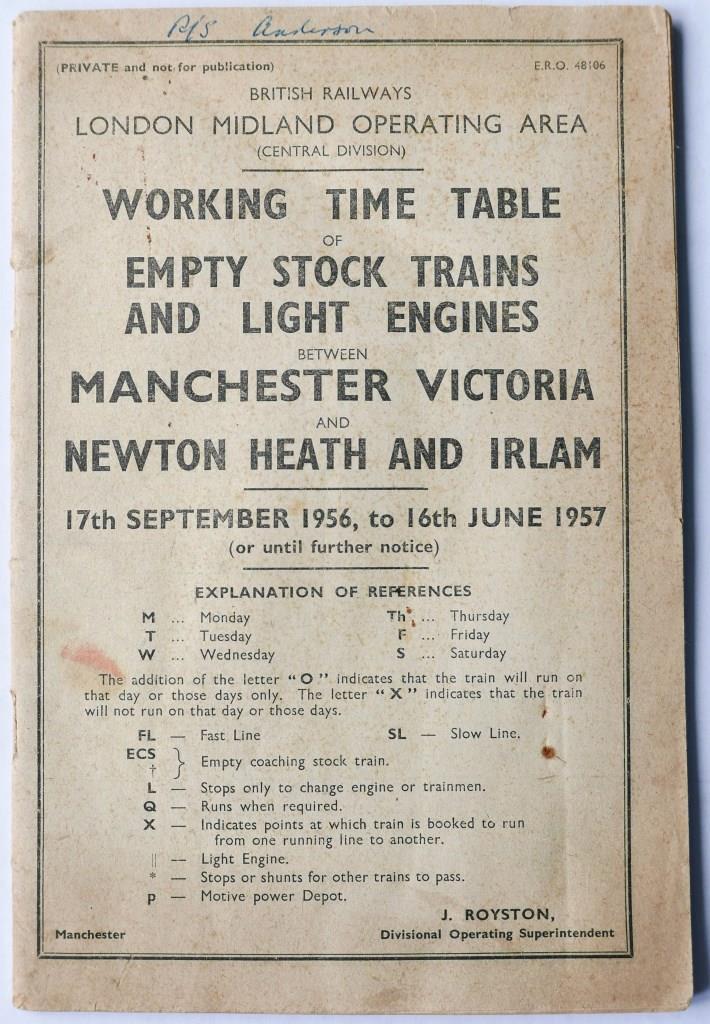 P/S Anderson
(PRIVATE and not for publication) E.R.O. 48106
BRITISH RAILWAYS
LONDON MIDLAND OPERATING AREA
(CENTRAL DIVISION)
WORKING TIME TABLE
OF
EMPTY STOCK TRAINS
AND LIGHT ENGINES
BETWEEN
MANCHESTER VICTORIA
AND
NEWTON HEATH AND IRLAM
17th SEPTEMBER 1956, to 16th JUNE 1957
(or until further notice)
EXPLANATION OF REFERENCES
M ... Monday Th ... Thursday
T ... Tuesday F ... Friday
W ... Wednesday S ... Saturday
The addition of the letter “O” indicates that the train will run on
that day or those days only. The letter “X” indicates that the train
will not run on that day or those days.
FL — Fast Line SL — Slow Line.
ECS
† } Empty coaching stock train.
L — Stops only to change engine or trainmen.
Q — Runs when required.
X — Indicates points at which train is booked to run
from one running line to another.
|| — Light Engine.
* — Stops or shunts for other trains to pass.
p — Motive power Depot.
J. ROYSTON,
Manchester Divisional Operating Superintendent